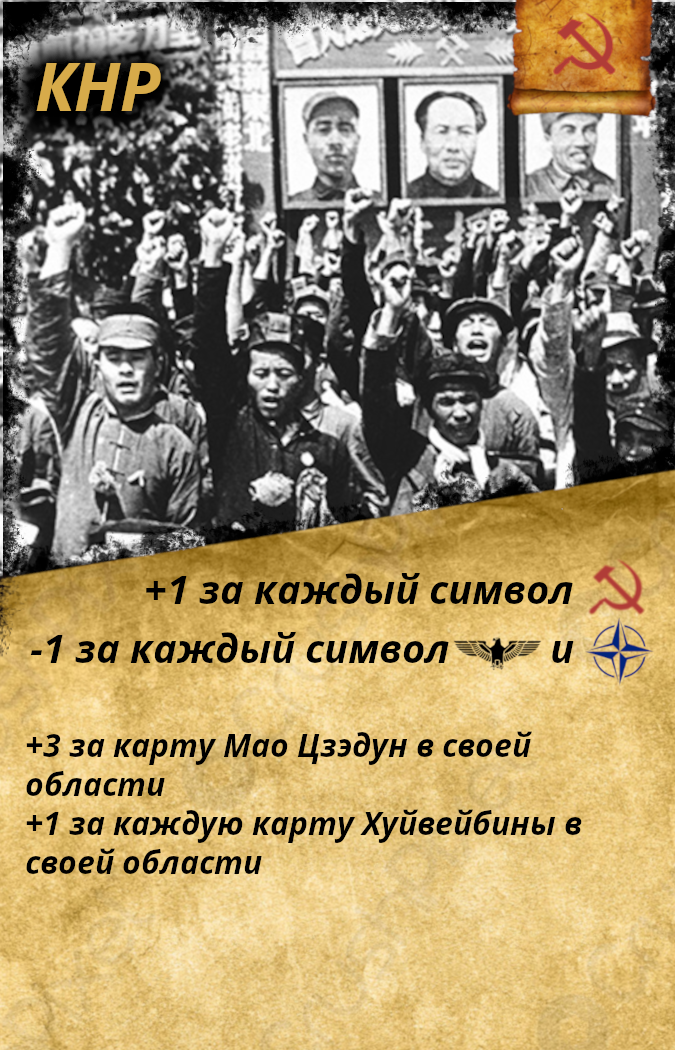 КНР
+1 за каждый символ
-1 за каждый символ и
+3 за карту Мао Цзэдун в своей
области
+1 за каждую карту Хуйвейбины в
своей области